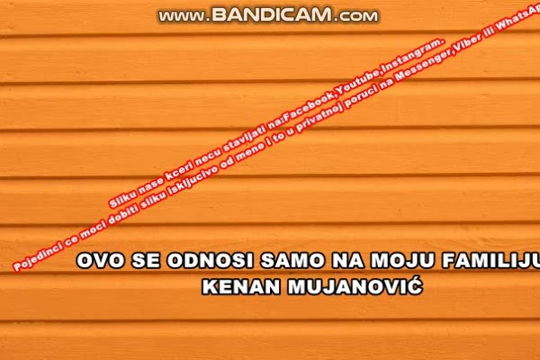 www.BANDICAM.com
Sliku nase kceri necu stavljati na:Facebook,Youtube,Instangram.
Pojedinci ce moci dobiti sliku iskljucivo od mene i to u privatnoj poruci na Messenger,Viber ili WhatsAp
OVO SE ODNOSI SAMO NA MOJU FAMILIJU
KENAN MUJANOVIĆ